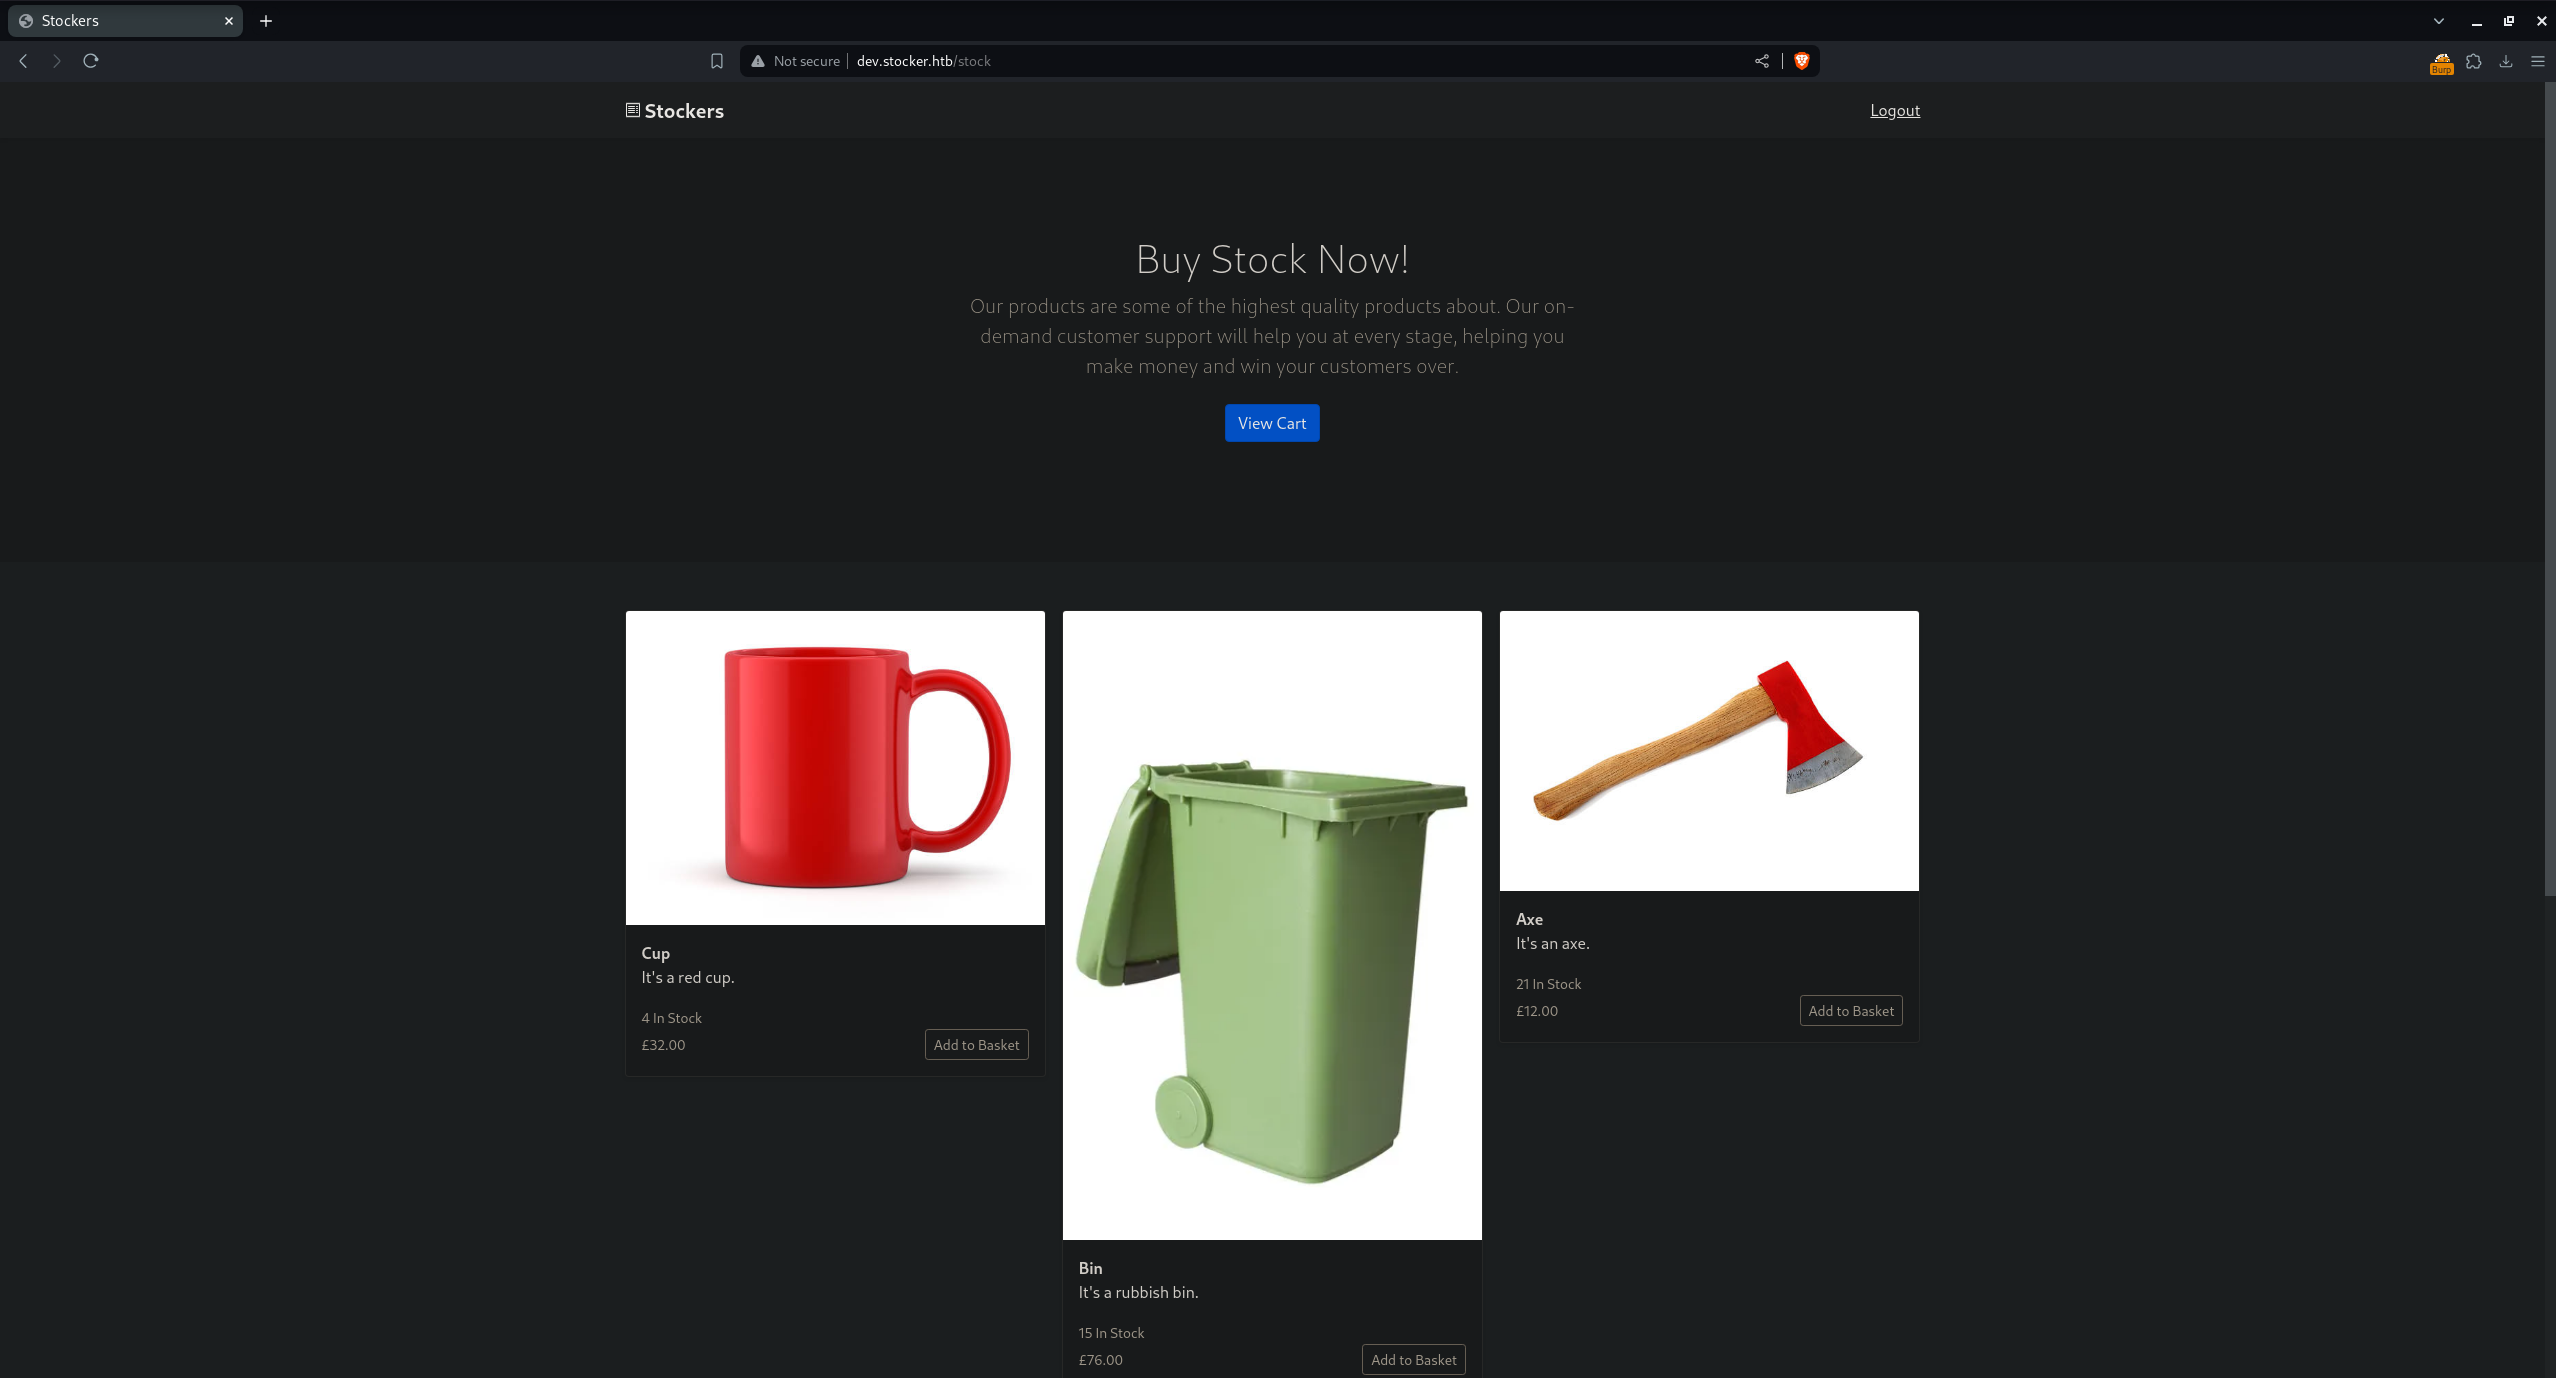 Stockers
Not secure
dev.stocker.htb/stock
Burp
Stockers
Logout
Buy Stock Now!
Our products are some of the highest quality products about. Our on-
demand customer support will help you at every stage, helping you
make money and win your customers over.
View Cart
Cup
It's a red cup.
4 In Stock
£32.00
Add to Basket
Bin
It's a rubbish bin.
15 In Stock
£76.00
Add to Basket
Axe
It's an axe.
21 In Stock
£12.00
Add to Basket